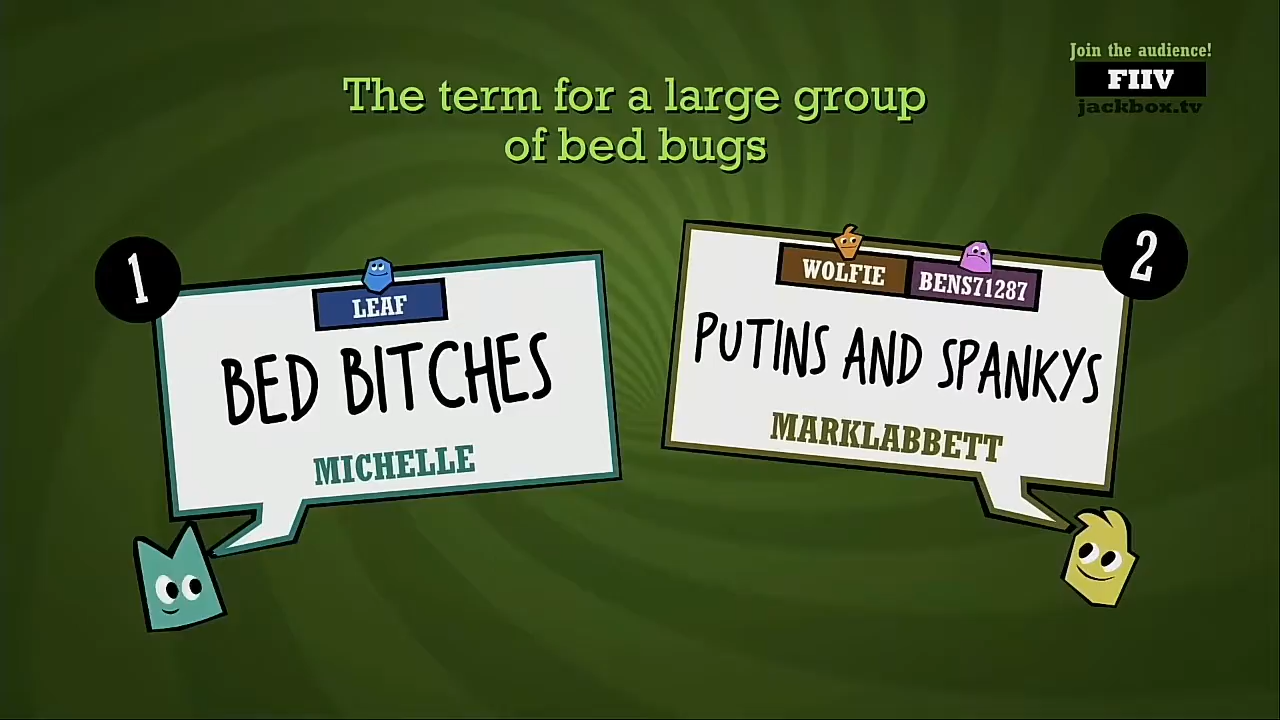 Join the audience!
FIIV
jackbox.tv
The term for a large group
of bed bugs
1
LEAF
BED BITCHES
MICHELLE
2
WOLFIE
BENS71287
PUTINS AND SPANKYS
MARKLABBETT